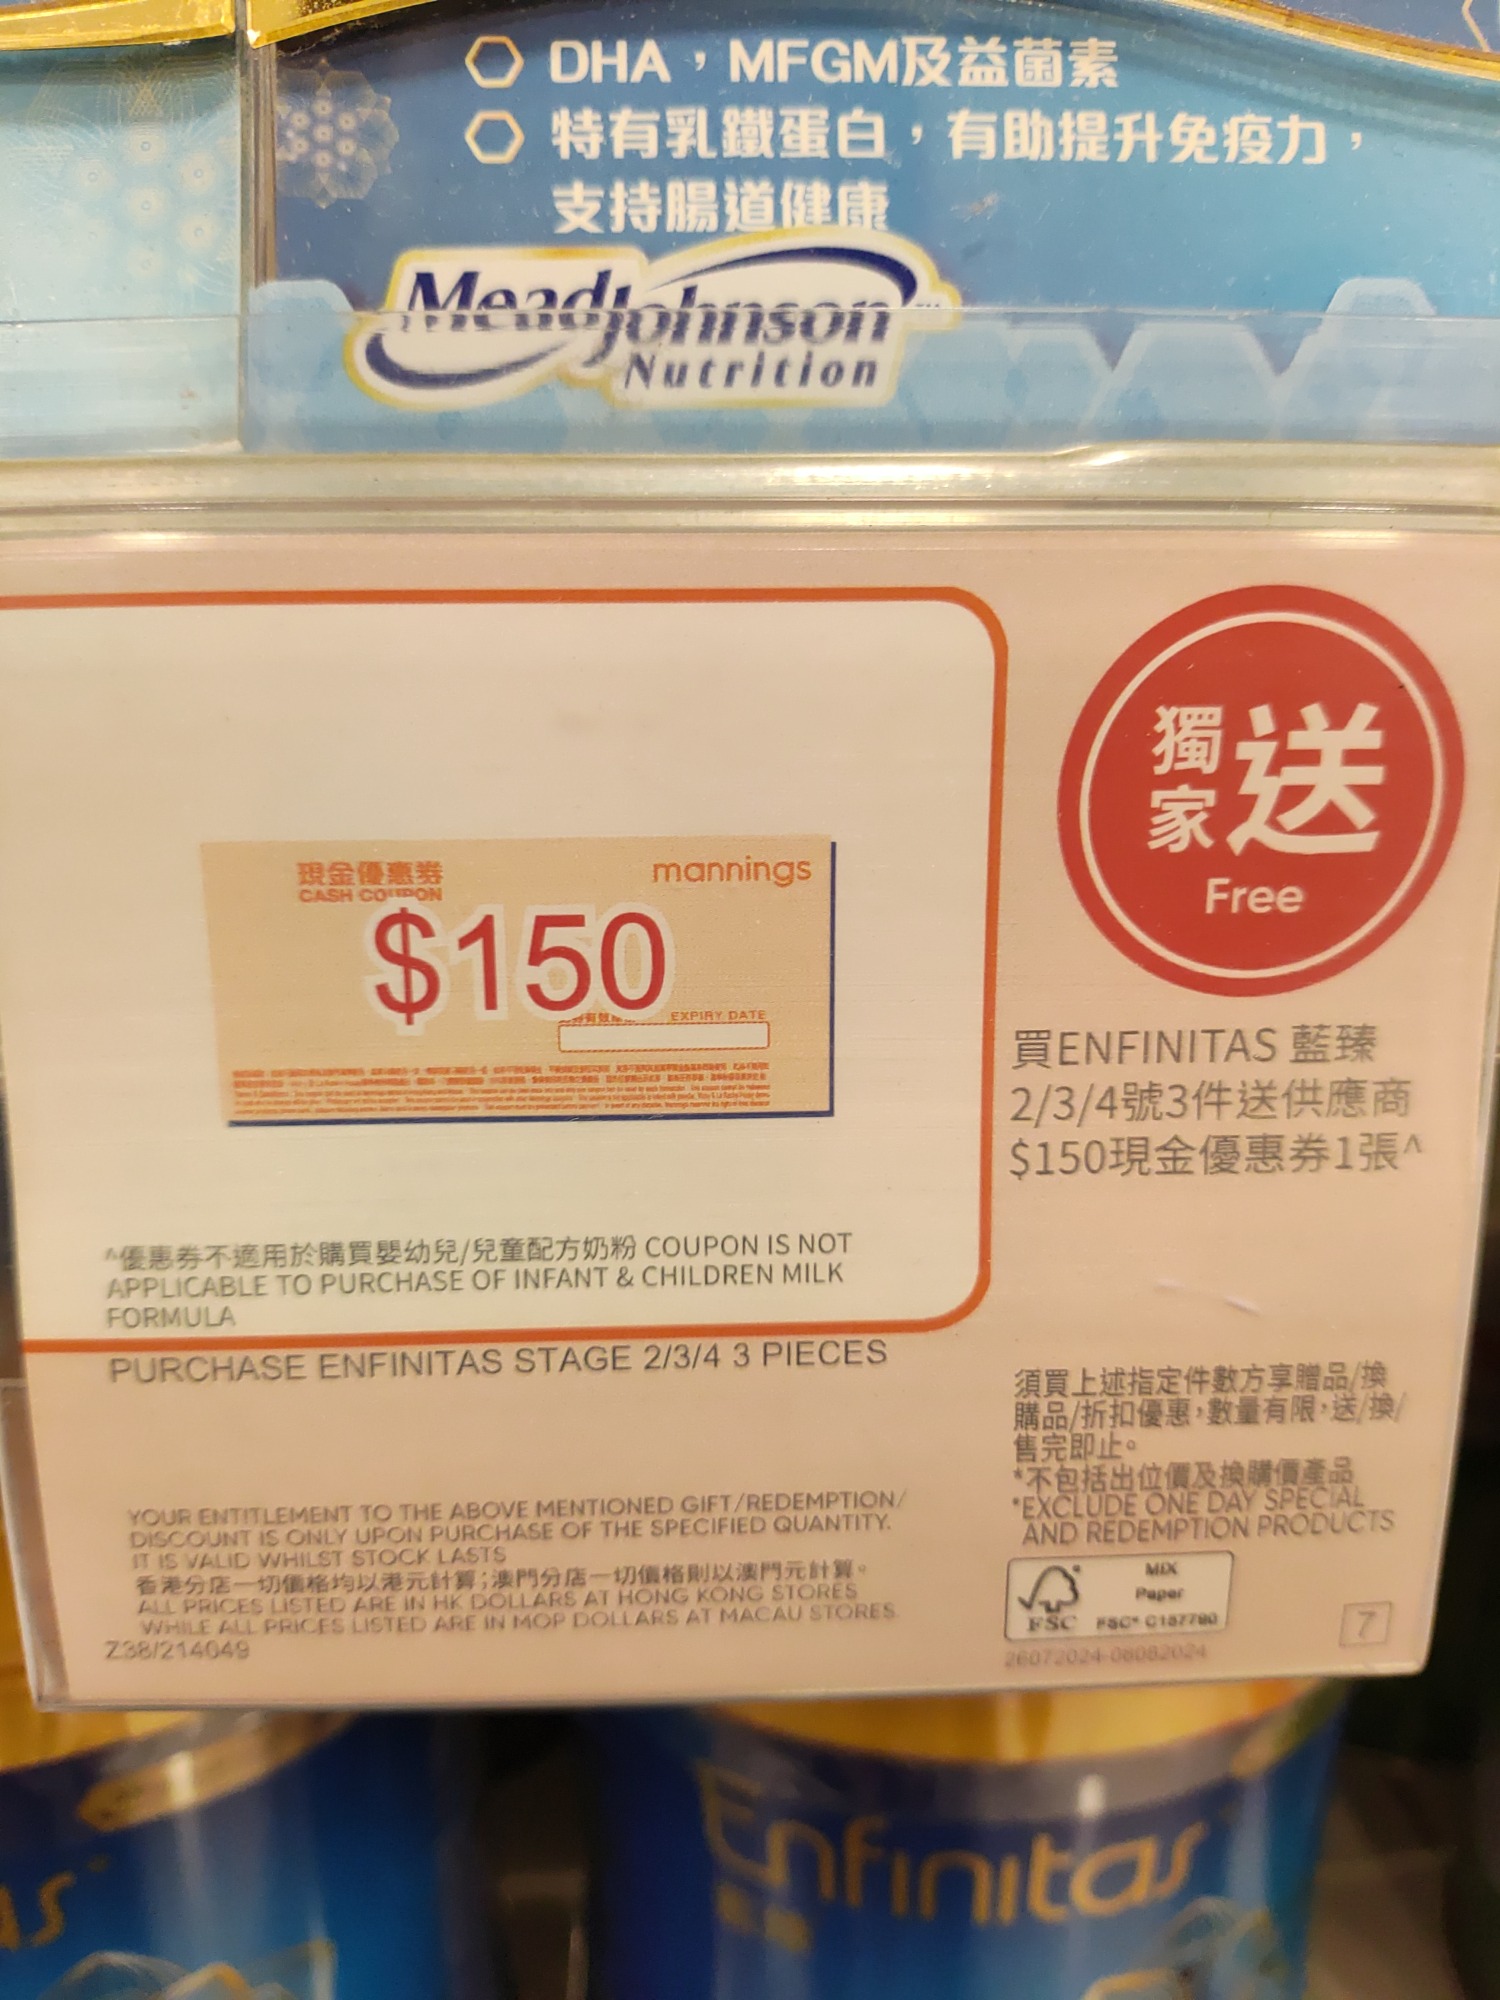 DHA，MFGM及益菌素
特有乳鐵蛋白，有助提升免疫力，
支持腸道健康
MeadJohnson™
Nutrition
獨家送
Free
現金優惠券
CASH COUPON
mannings
$150
EXPIRY DATE
買ENFINITAS 藍臻
2/3/4號3件送供應商
$150現金優惠券1張^
^優惠券不適用於購買嬰幼兒/兒童配方奶粉 COUPON IS NOT
APPLICABLE TO PURCHASE OF INFANT & CHILDREN MILK
FORMULA
PURCHASE ENFINITAS STAGE 2/3/4 3 PIECES
須買上述指定件數方享贈品/換
購品/折扣優惠，數量有限，送/換/
售完即止。
*不包括出位價及換購價產品
*EXCLUDE ONE DAY SPECIAL
AND REDEMPTION PRODUCTS
YOUR ENTITLEMENT TO THE ABOVE MENTIONED GIFT/REDEMPTION/
DISCOUNT IS ONLY UPON PURCHASE OF THE SPECIFIED QUANTITY.
IT IS VALID WHILST STOCK LASTS
香港分店一切價格均以港元計算；澳門分店一切價格則以澳門元計算。
ALL PRICES LISTED ARE IN HK DOLLARS AT HONG KONG STORES
WHILE ALL PRICES LISTED ARE IN MOP DOLLARS AT MACAU STORES.
Z38/214049
FSC
MIX
Paper
FSC® C157790
26072024-08082024
7
Enfinitas
AS